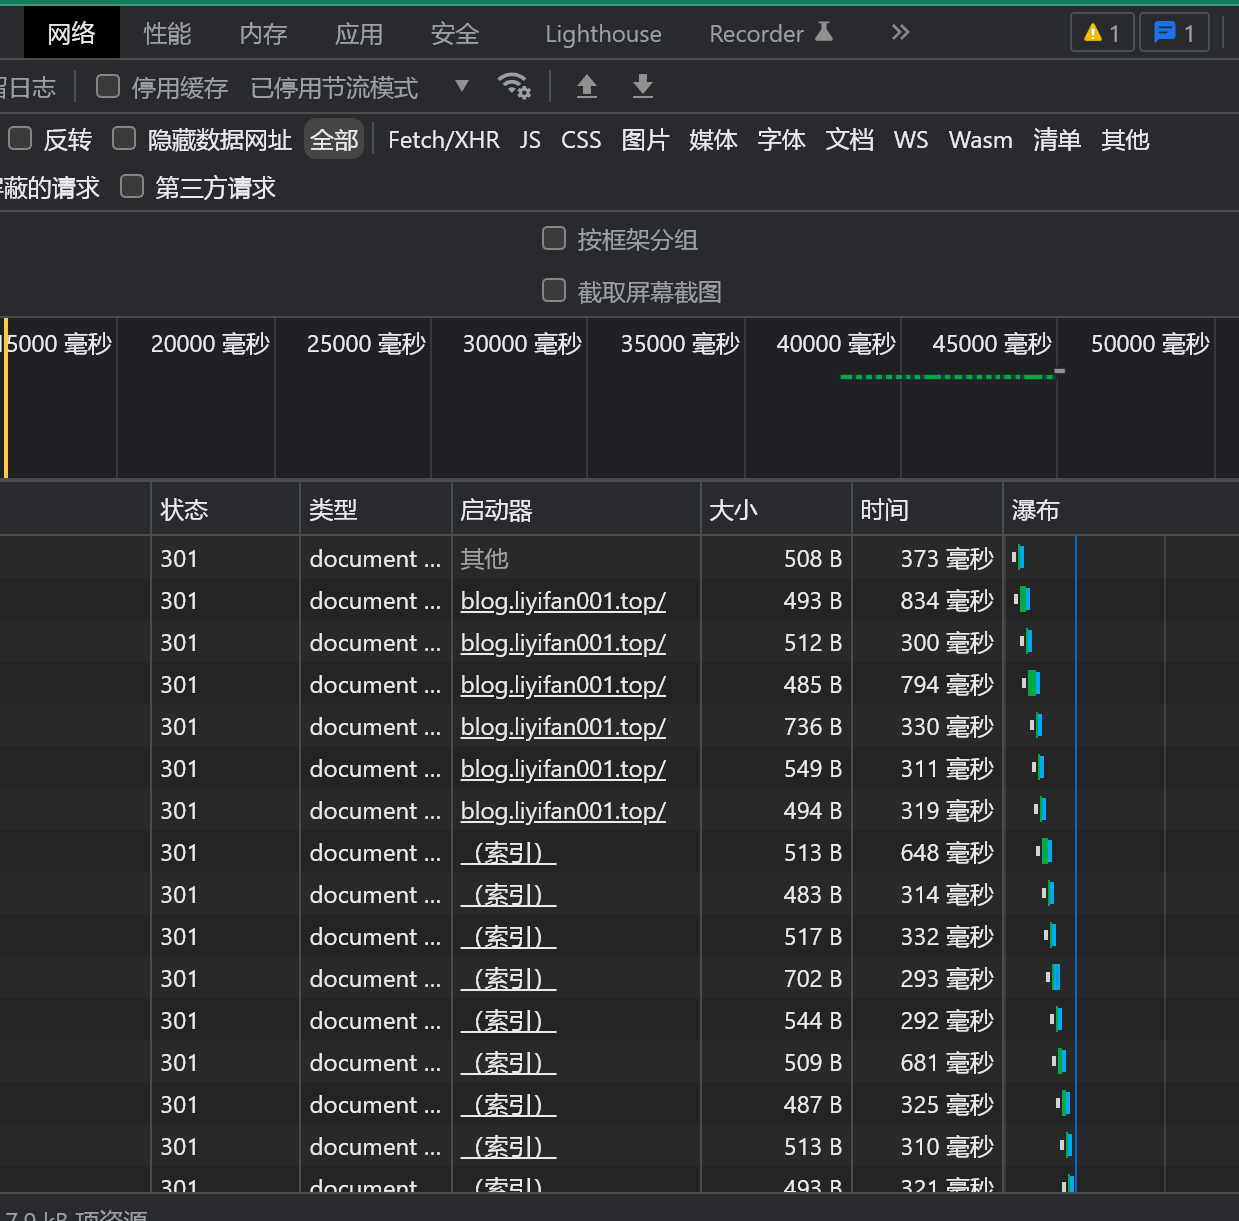 网络 性能 内存 应用 安全 Lighthouse Recorder 1 1
留日志 停用缓存 已停用节流模式
反转 隐藏数据网址 全部 Fetch/XHR JS CSS 图片 媒体 字体 文档 WS Wasm 清单 其他
屏蔽的请求 第三方请求
按框架分组
截取屏幕截图
15000 毫秒 20000 毫秒 25000 毫秒 30000 毫秒 35000 毫秒 40000 毫秒 45000 毫秒 50000 毫秒
状态 类型 启动器 大小 时间 瀑布
301 document ... 其他 508 B 373 毫秒
301 document ... blog.liyifan001.top/ 493 B 834 毫秒
301 document ... blog.liyifan001.top/ 512 B 300 毫秒
301 document ... blog.liyifan001.top/ 485 B 794 毫秒
301 document ... blog.liyifan001.top/ 736 B 330 毫秒
301 document ... blog.liyifan001.top/ 549 B 311 毫秒
301 document ... blog.liyifan001.top/ 494 B 319 毫秒
301 document ... （索引） 513 B 648 毫秒
301 document ... （索引） 483 B 314 毫秒
301 document ... （索引） 517 B 332 毫秒
301 document ... （索引） 702 B 293 毫秒
301 document ... （索引） 544 B 292 毫秒
301 document ... （索引） 509 B 681 毫秒
301 document ... （索引） 487 B 325 毫秒
301 document ... （索引） 513 B 310 毫秒
301 document ... （索引） 493 B 321 毫秒
7.9 kB 项资源